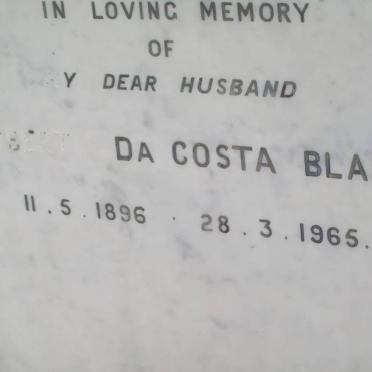 IN LOVING MEMORY
OF
Y DEAR HUSBAND
DA COSTA BLA
11.5.1896 · 28.3.1965.